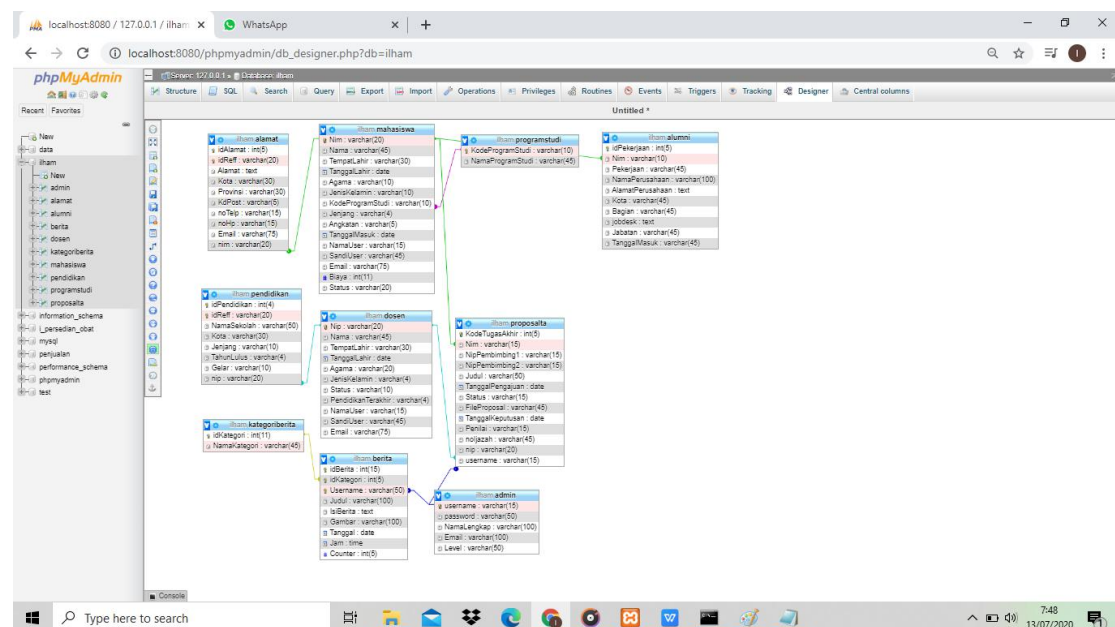 localhost:8080 / 127.0.0.1 / ilham
WhatsApp
localhost:8080/phpmyadmin/db_designer.php?db=ilham
phpMyAdmin
Recent Favorites
New
data
ilham
New
admin
alamat
alumni
berita
dosen
kategoriberita
mahasiswa
pendidikan
programstudi
proposalta
information_schema
i_persedian_obat
mysql
penjualan
performance_schema
phpmyadmin
test
Server: 127.0.0.1 » Database: ilham
Structure SQL Search Query Export Import Operations Privileges Routines Events Triggers Tracking Designer Central columns
Untitled *
ilham alamat
idAlamat : int(5)
idReff : varchar(20)
Alamat : text
Kota : varchar(30)
Provinsi : varchar(30)
KdPost : varchar(5)
noTelp : varchar(15)
noHp : varchar(15)
Email : varchar(75)
nim : varchar(20)
ilham mahasiswa
Nim : varchar(20)
Nama : varchar(45)
TempatLahir : varchar(30)
TanggalLahir : date
Agama : varchar(10)
JenisKelamin : varchar(10)
KodeProgramStudi : varchar(10)
Jenjang : varchar(4)
Angkatan : varchar(5)
TanggalMasuk : date
NamaUser : varchar(15)
SandiUser : varchar(45)
Email : varchar(75)
Biaya : int(11)
Status : varchar(20)
ilham programstudi
KodeProgramStudi : varchar(10)
NamaProgramStudi : varchar(45)
ilham alumni
idPekerjaan : int(5)
Nim : varchar(10)
Pekerjaan : varchar(45)
NamaPerusahaan : varchar(100)
AlamatPerusahaan : text
Kota : varchar(45)
Bagian : varchar(45)
jobdesk : text
Jabatan : varchar(45)
TanggalMasuk : varchar(45)
ilham pendidikan
idPendidikan : int(4)
idReff : varchar(20)
NamaSekolah : varchar(50)
Kota : varchar(30)
Jenjang : varchar(10)
TahunLulus : varchar(4)
Gelar : varchar(10)
nip : varchar(20)
ilham dosen
Nip : varchar(20)
Nama : varchar(45)
TempatLahir : varchar(30)
TanggalLahir : date
Agama : varchar(20)
JenisKelamin : varchar(4)
Status : varchar(10)
PendidikanTerakhir : varchar(4)
NamaUser : varchar(15)
SandiUser : varchar(45)
Email : varchar(75)
ilham proposalta
KodeTugasAkhir : int(5)
Nim : varchar(15)
NipPembimbing1 : varchar(15)
NipPembimbing2 : varchar(15)
Judul : varchar(50)
TanggalPengajuan : date
Status : varchar(15)
FileProposal : varchar(45)
TanggalKeputusan : date
Penilai : varchar(15)
noIjazah : varchar(45)
nip : varchar(20)
username : varchar(15)
ilham kategoriberita
idKategori : int(11)
NamaKategori : varchar(45)
ilham berita
idBerita : int(15)
idKategori : int(5)
Username : varchar(50)
Judul : varchar(100)
IsiBerita : text
Gambar : varchar(100)
Tanggal : date
Jam : time
Counter : int(5)
ilham admin
username : varchar(15)
password : varchar(50)
NamaLengkap : varchar(100)
Email : varchar(100)
Level : varchar(50)
Console
Type here to search
7:48
13/07/2020